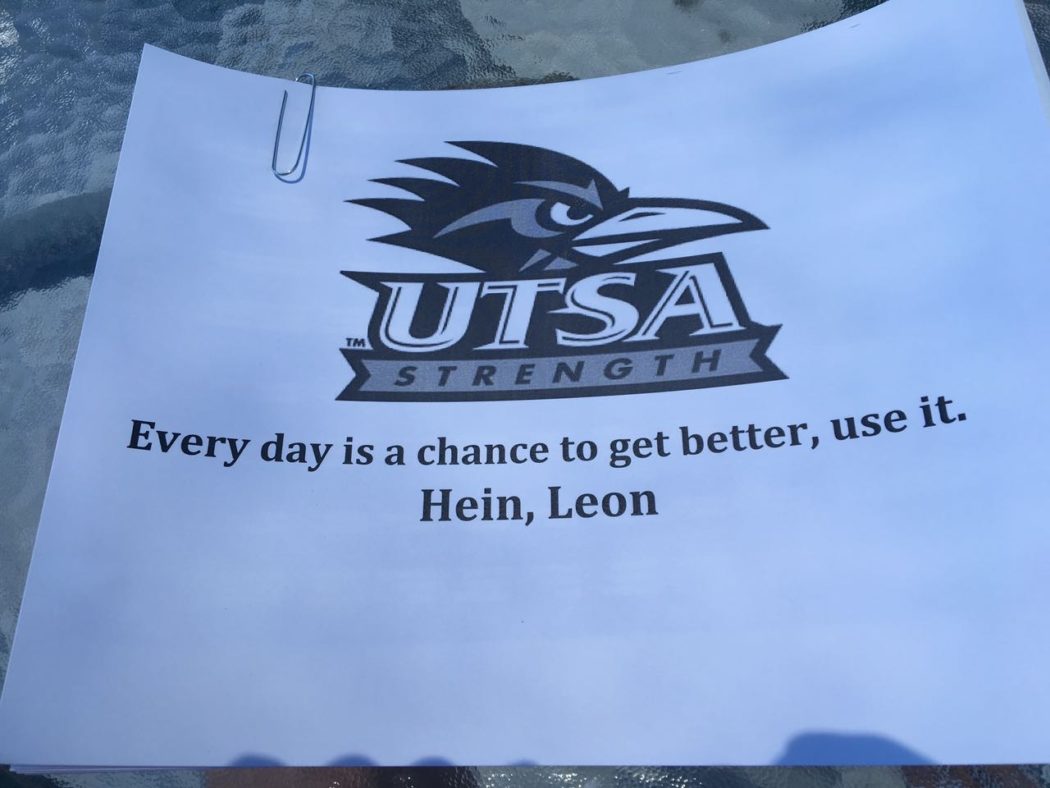 UTSA
TM
STRENGTH
Every day is a chance to get better, use it.
Hein, Leon